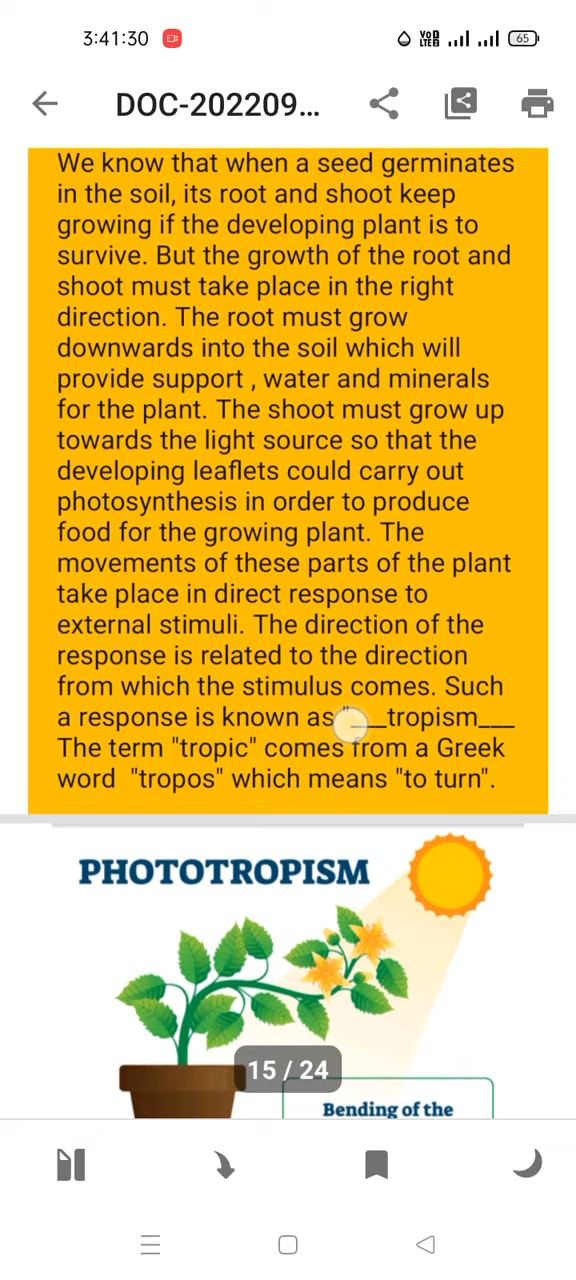 3:41:30
VoD LTE2
65
DOC-202209...
We know that when a seed germinates
in the soil, its root and shoot keep
growing if the developing plant is to
survive. But the growth of the root and
shoot must take place in the right
direction. The root must grow
downwards into the soil which will
provide support , water and minerals
for the plant. The shoot must grow up
towards the light source so that the
developing leaflets could carry out
photosynthesis in order to produce
food for the growing plant. The
movements of these parts of the plant
take place in direct response to
external stimuli. The direction of the
response is related to the direction
from which the stimulus comes. Such
a response is known as "___tropism___
The term "tropic" comes from a Greek
word "tropos" which means "to turn".
PHOTOTROPISM
15 / 24
Bending of the